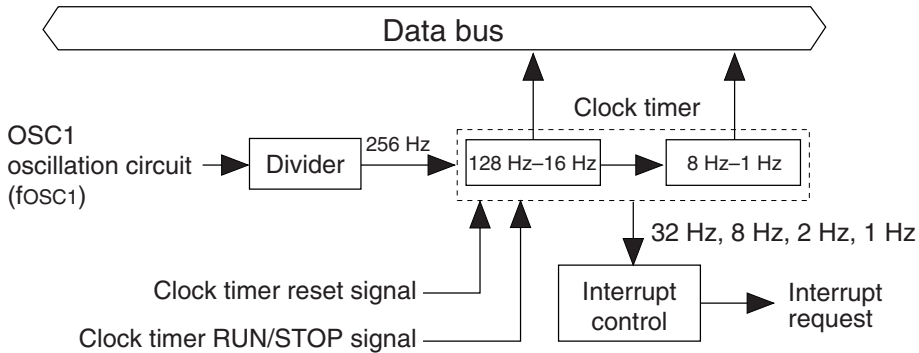 Data bus
Clock timer
OSC1
oscillation circuit
(fOSC1)
Divider
256 Hz
128 Hz–16 Hz
8 Hz–1 Hz
32 Hz, 8 Hz, 2 Hz, 1 Hz
Clock timer reset signal
Clock timer RUN/STOP signal
Interrupt
control
Interrupt
request